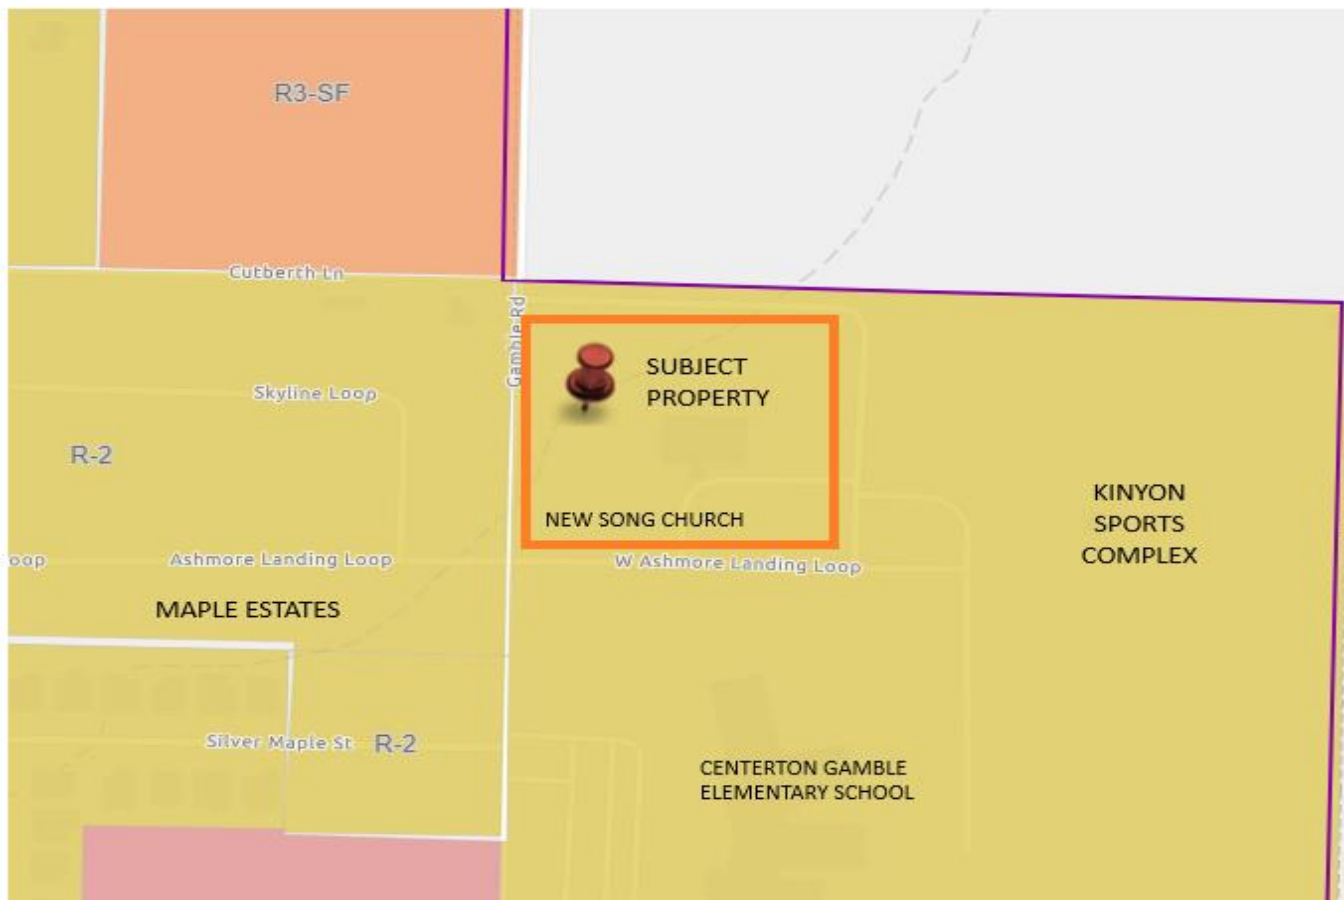 R3-SF
Cutberth Ln
Gamble Rd
SUBJECT
PROPERTY
Skyline Loop
R-2
KINYON
SPORTS
COMPLEX
NEW SONG CHURCH
oop
Ashmore Landing Loop
W Ashmore Landing Loop
MAPLE ESTATES
Silver Maple St
R-2
CENTERTON GAMBLE
ELEMENTARY SCHOOL